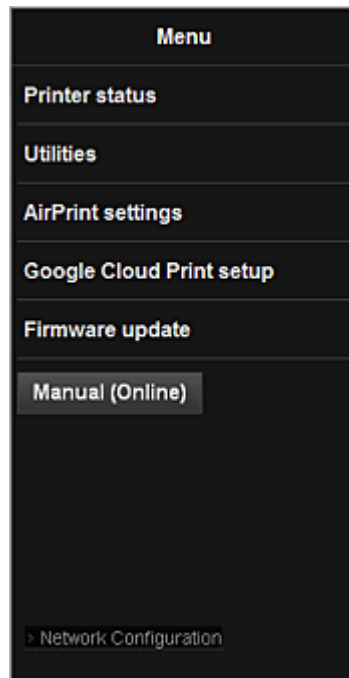 Menu
Printer status
Utilities
AirPrint settings
Google Cloud Print setup
Firmware update
Manual (Online)
> Network Configuration